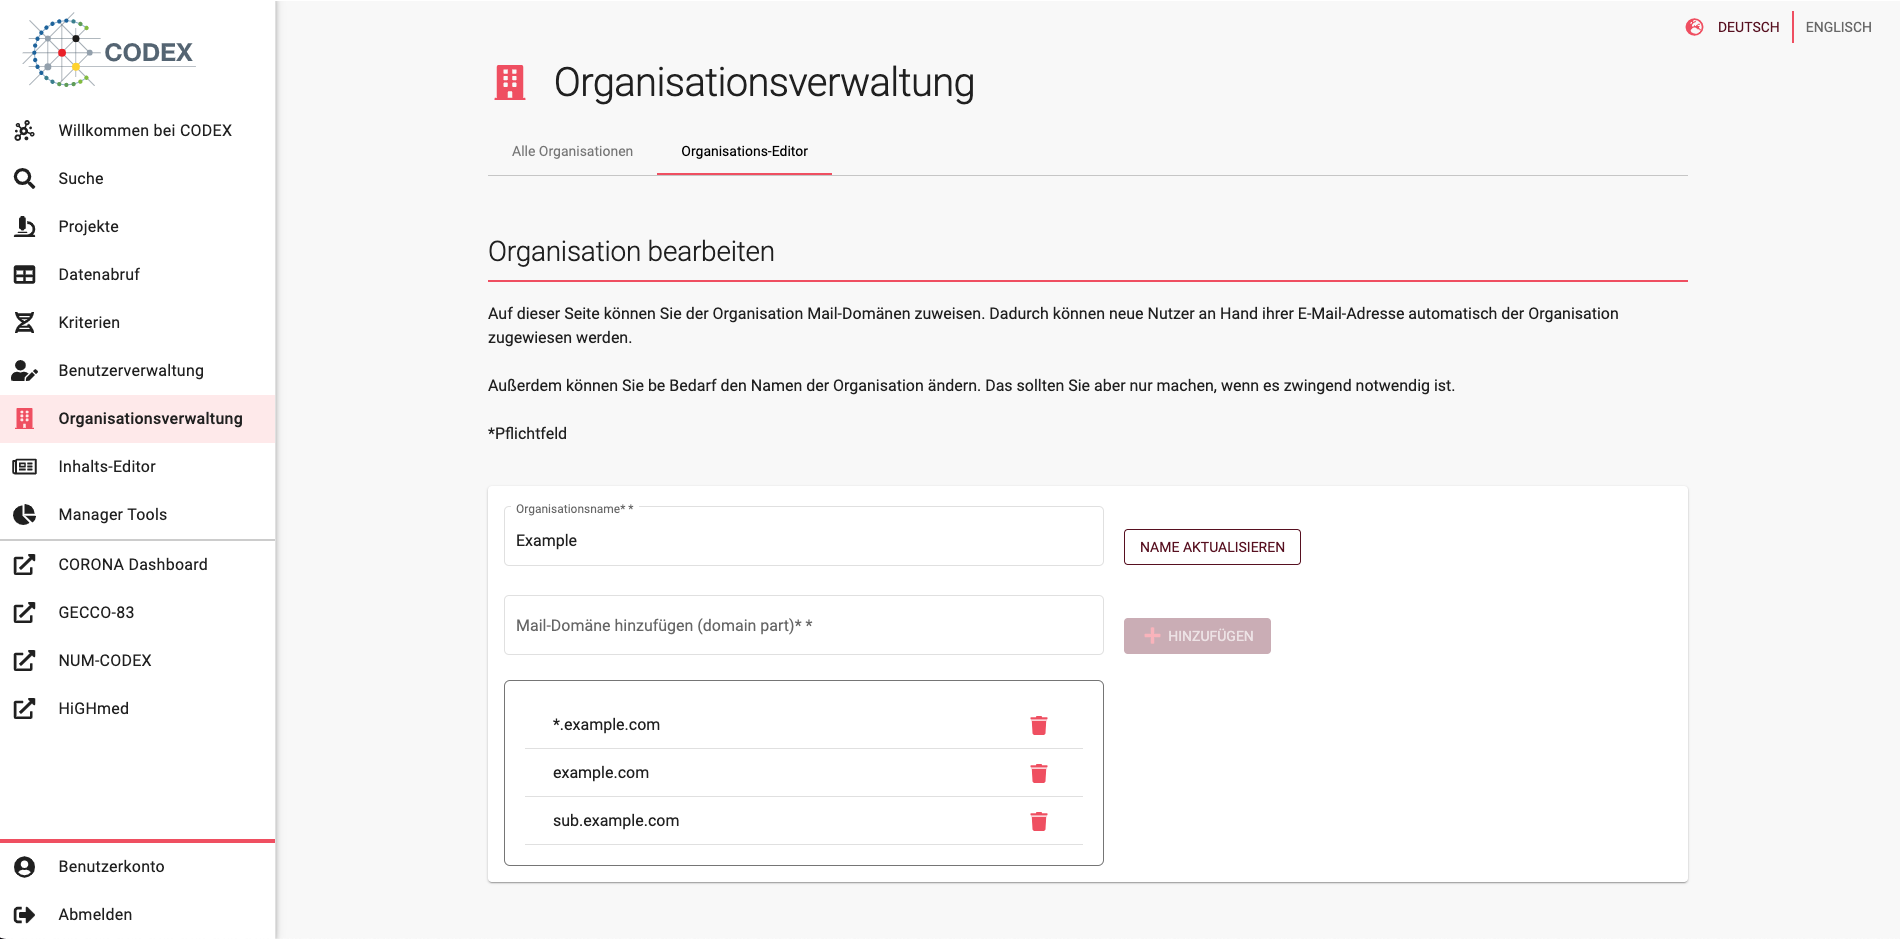 CODEX
Willkommen bei CODEX
Suche
Projekte
Datenabruf
Kriterien
Benutzerverwaltung
Organisationsverwaltung
Inhalts-Editor
Manager Tools
CORONA Dashboard
GECCO-83
NUM-CODEX
HiGHmed
Benutzerkonto
Abmelden
DEUTSCH
ENGLISCH
Organisationsverwaltung
Alle Organisationen
Organisations-Editor
Organisation bearbeiten
Auf dieser Seite können Sie der Organisation Mail-Domänen zuweisen. Dadurch können neue Nutzer an Hand ihrer E-Mail-Adresse automatisch der Organisation
zugewiesen werden.
Außerdem können Sie be Bedarf den Namen der Organisation ändern. Das sollten Sie aber nur machen, wenn es zwingend notwendig ist.
*Pflichtfeld
Organisationsname* *
Example
NAME AKTUALISIEREN
Mail-Domäne hinzufügen (domain part)* *
HINZUFÜGEN
*.example.com
example.com
sub.example.com